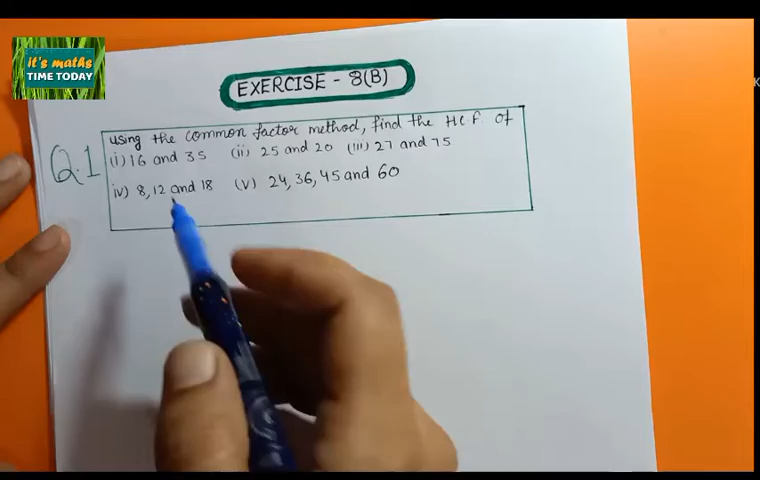 it's maths
TIME TODAY
EXERCISE - 8(B)
Q.1
Using the common factor method, find the H.C.F. of
(i) 16 and 35 (ii) 25 and 20 (iii) 27 and 75
iv) 8, 12 and 18 (v) 24, 36, 45 and 60
K